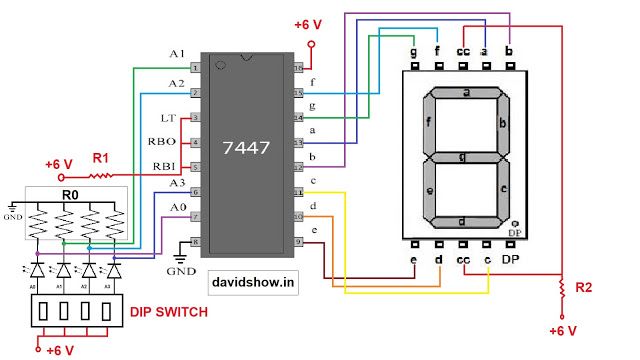 +6 V
g f cc a b
A1 1 16
A2 2 15 f
LT 3 14 g
RBO 4 13 a
RBI 5 12 b
A3 6 11 c
A0 7 10 d
GND 8 9 e
7447
+6 V R1
R0
GND
A0 A1 A2 A3
DIP SWITCH
+6 V
davidshow.in
a
f b
g
e c
d
DP
e d cc c DP
R2
+6 V